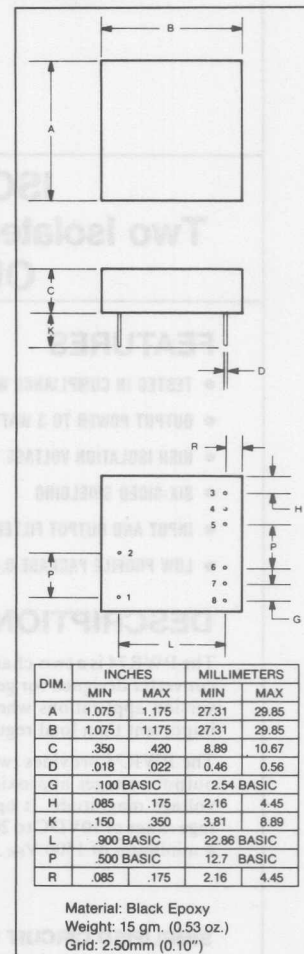 B
A
C
K
D
R
3
H
4
5
P
2
P
6
7
1
8
G
L
DIM. INCHES MILLIMETERS
MIN MAX MIN MAX
A 1.075 1.175 27.31 29.85
B 1.075 1.175 27.31 29.85
C .350 .420 8.89 10.67
D .018 .022 0.46 0.56
G .100 BASIC 2.54 BASIC
H .085 .175 2.16 4.45
K .150 .350 3.81 8.89
L .900 BASIC 22.86 BASIC
P .500 BASIC 12.7 BASIC
R .085 .175 2.16 4.45
Material: Black Epoxy
Weight: 15 gm. (0.53 oz.)
Grid: 2.50mm (0.10")